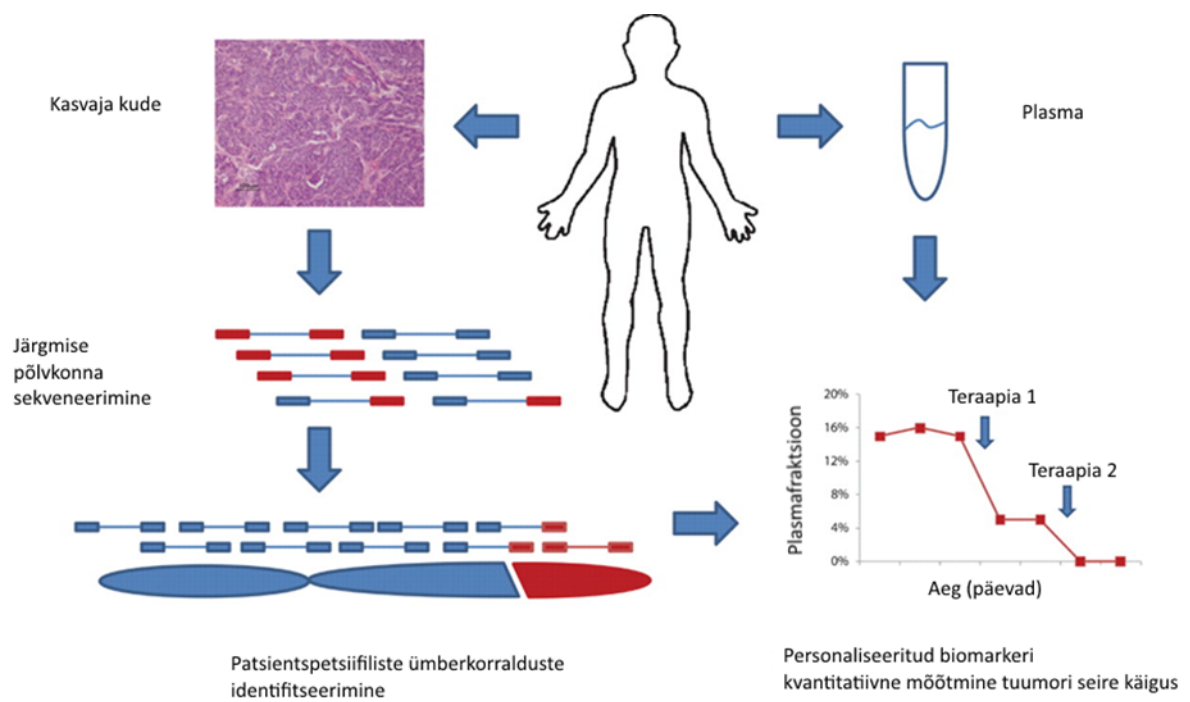 Kasvaja kude
Plasma
Järgmise
põlvkonna
sekveneerimine
20%
16%
12%
8%
4%
0%
Plasmafraktsioon
Teraapia 1
Teraapia 2
Aeg (päevad)
Patsientspetsiifiliste ümberkorralduste
identifitseerimine
Personaliseeritud biomarkeri
kvantitatiivne mõõtmine tuumori seire käigus